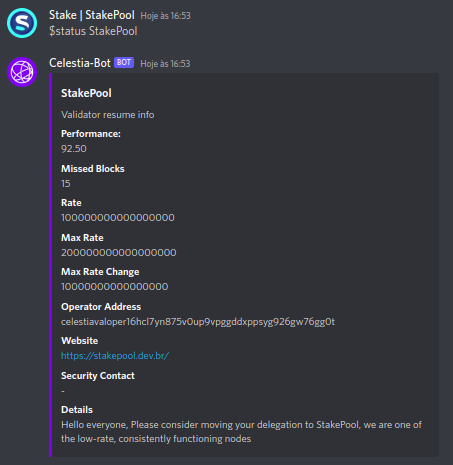 Stake | StakePool Hoje às 16:53
$status StakePool
Celestia-Bot BOT Hoje às 16:53
StakePool
Validator resume info
Performance:
92.50
Missed Blocks
15
Rate
100000000000000000
Max Rate
200000000000000000
Max Rate Change
10000000000000000
Operator Address
celestiavaloper16hcl7yn875v0up9vpggddxppsyg926gw76gg0t
Website
https://stakepool.dev.br/
Security Contact
-
Details
Hello everyone, Please consider moving your delegation to StakePool, we are one of
the low-rate, consistently functioning nodes